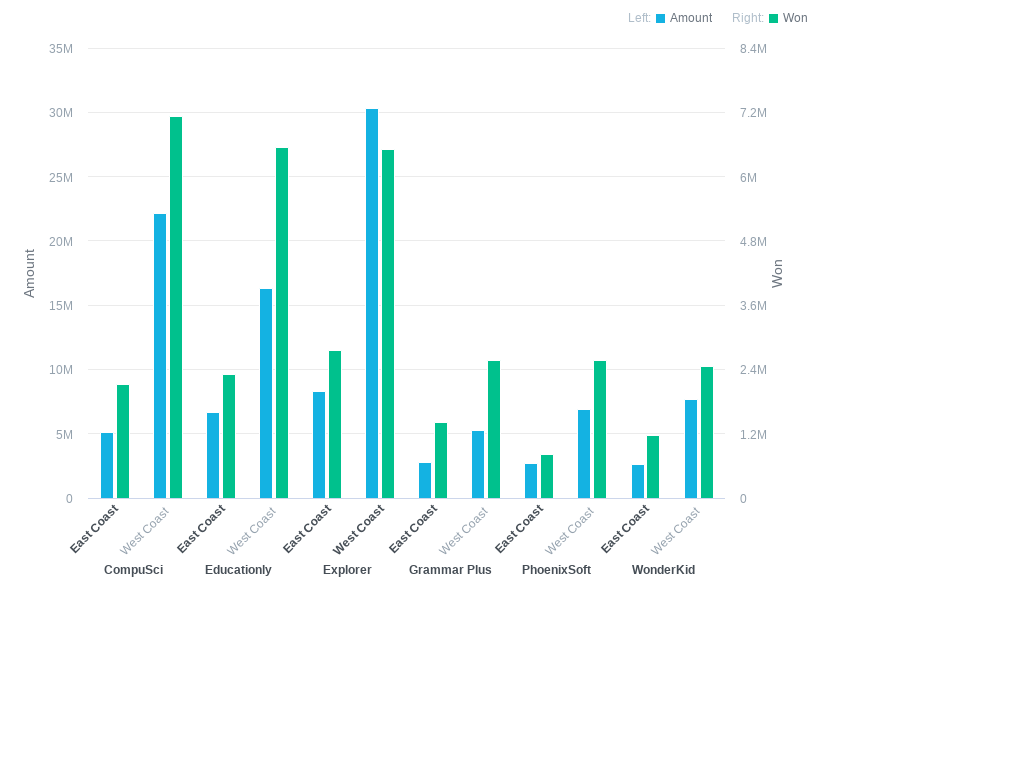 Left: Amount Right: Won
35M 8.4M
30M 7.2M
25M 6M
20M 4.8M
Amount Won
15M 3.6M
10M 2.4M
5M 1.2M
0 0
East Coast West Coast East Coast West Coast East Coast West Coast East Coast West Coast East Coast West Coast East Coast West Coast
CompuSci Educationly Explorer Grammar Plus PhoenixSoft WonderKid